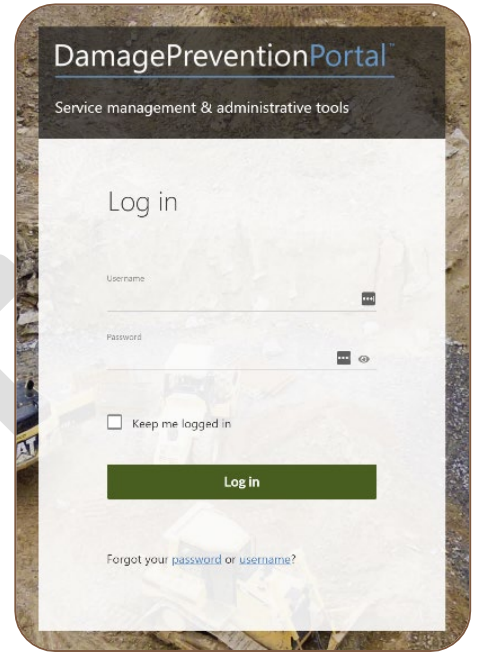 DamagePreventionPortal™
Service management & administrative tools
Log in
Username
Password
Keep me logged in
Log in
Forgot your password or username?